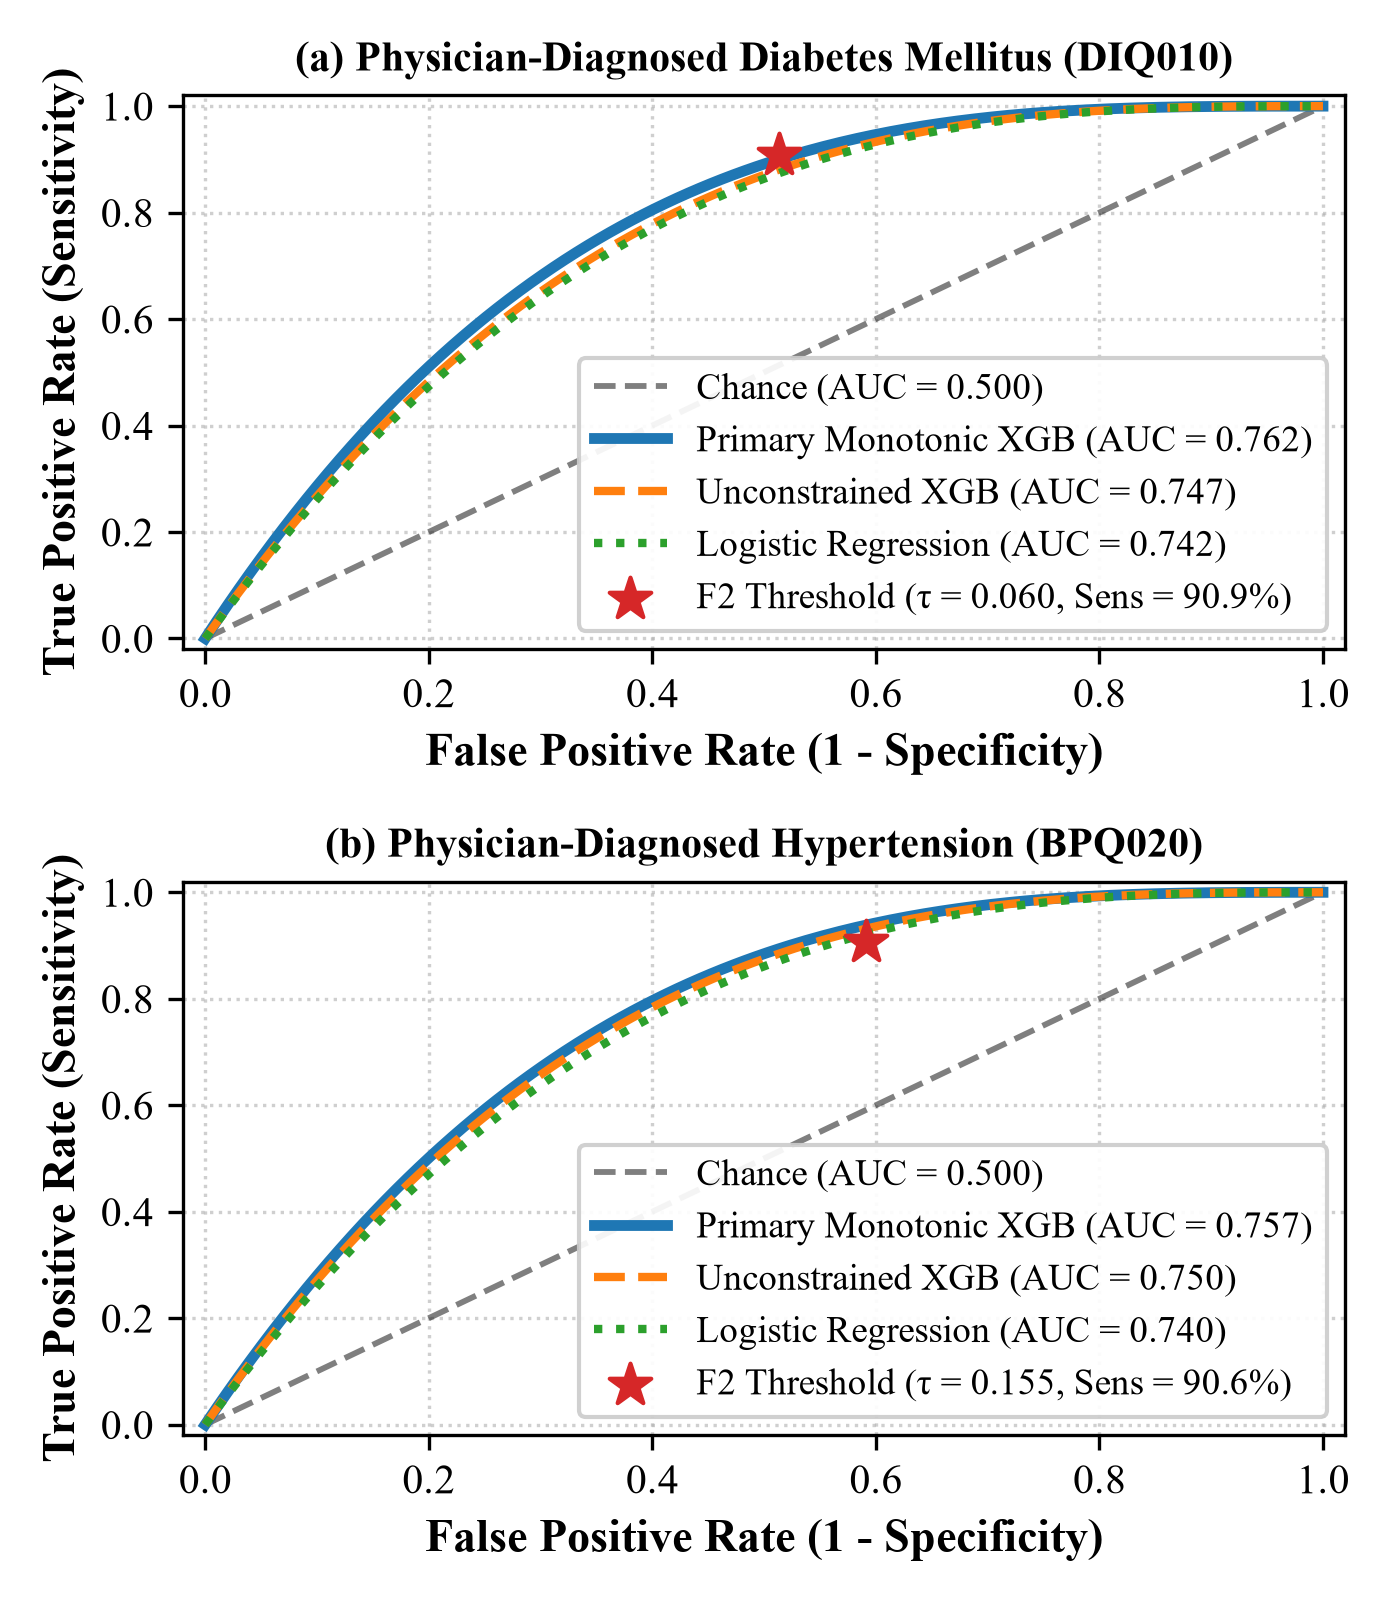 (a) Physician-Diagnosed Diabetes Mellitus (DIQ010)
True Positive Rate (Sensitivity)
1.0
0.8
0.6
0.4
0.2
0.0
Chance (AUC = 0.500)
Primary Monotonic XGB (AUC = 0.762)
Unconstrained XGB (AUC = 0.747)
Logistic Regression (AUC = 0.742)
F2 Threshold (τ = 0.060, Sens = 90.9%)
0.0 0.2 0.4 0.6 0.8 1.0
False Positive Rate (1 - Specificity)
(b) Physician-Diagnosed Hypertension (BPQ020)
True Positive Rate (Sensitivity)
1.0
0.8
0.6
0.4
0.2
0.0
Chance (AUC = 0.500)
Primary Monotonic XGB (AUC = 0.757)
Unconstrained XGB (AUC = 0.750)
Logistic Regression (AUC = 0.740)
F2 Threshold (τ = 0.155, Sens = 90.6%)
0.0 0.2 0.4 0.6 0.8 1.0
False Positive Rate (1 - Specificity)